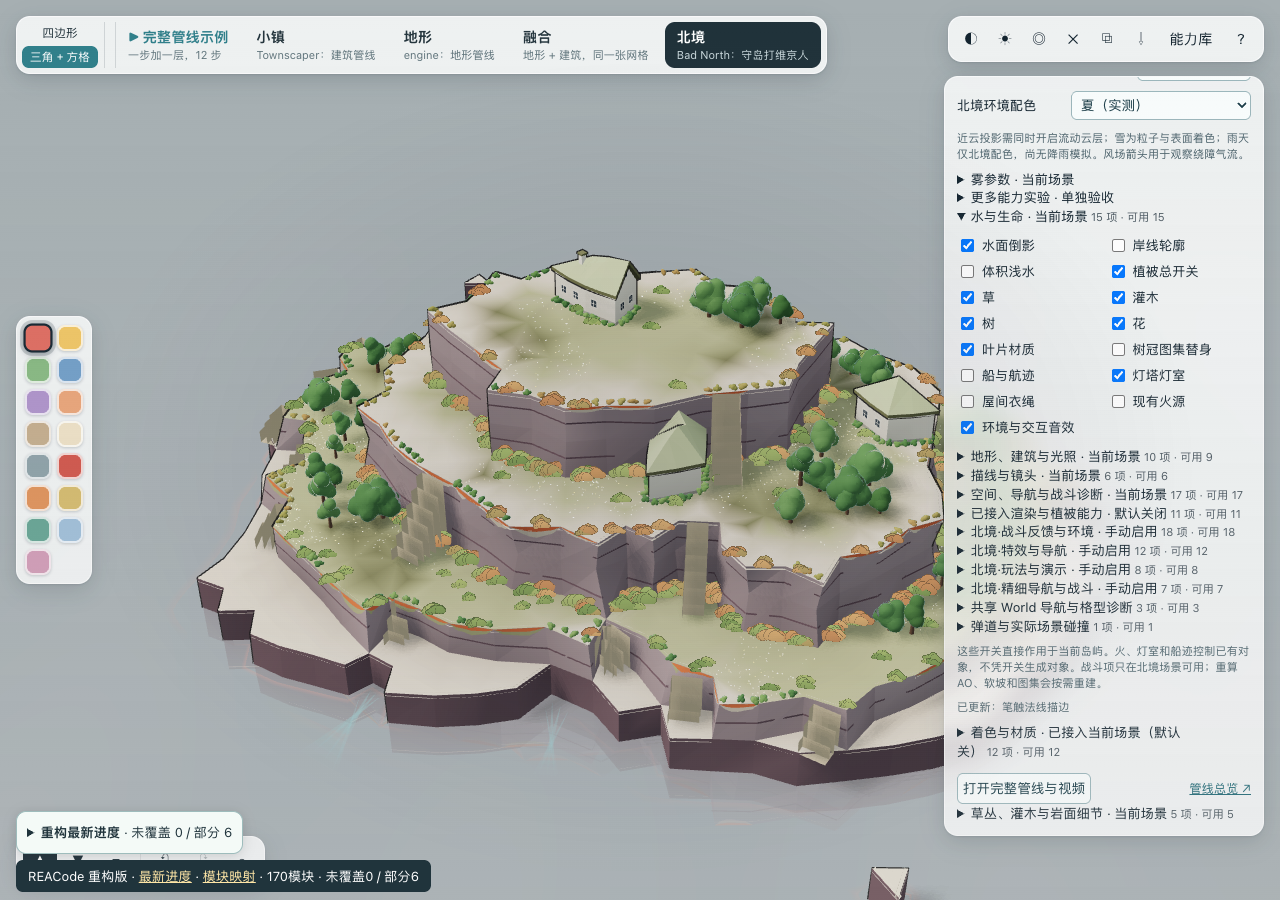 四边形
三角 + 方格
▶ 完整管线示例
一步加一层，12 步
小镇
Townscaper：建筑管线
地形
engine：地形管线
融合
地形 + 建筑，同一张网格
北境
Bad North：守岛打维京人
能力库
?
北境环境配色
夏（实测）
近云投影需同时开启流动云层；雪为粒子与表面着色；雨天
仅北境配色，尚无降雨模拟。风场箭头用于观察绕障气流。
雾参数 · 当前场景
更多能力实验 · 单独验收
水与生命 · 当前场景 15 项 · 可用 15
水面倒影
岸线轮廓
体积浅水
植被总开关
草
灌木
树
花
叶片材质
树冠图集替身
船与航迹
灯塔灯室
屋间衣绳
现有火源
环境与交互音效
地形、建筑与光照 · 当前场景 10 项 · 可用 9
描线与镜头 · 当前场景 6 项 · 可用 6
空间、导航与战斗诊断 · 当前场景 17 项 · 可用 17
已接入渲染与植被能力 · 默认关闭 11 项 · 可用 11
北境·战斗反馈与环境 · 手动启用 18 项 · 可用 18
北境·特效与导航 · 手动启用 12 项 · 可用 12
北境·玩法与演示 · 手动启用 8 项 · 可用 8
北境·精细导航与战斗 · 手动启用 7 项 · 可用 7
共享 World 导航与格型诊断 3 项 · 可用 3
弹道与实际场景碰撞 1 项 · 可用 1
这些开关直接作用于当前岛屿。火、灯室和船迹控制已有对
象，不凭开关生成对象。战斗项只在北境场景可用；重算
AO、软坡和图集会按需重建。
已更新：笔触法线描边
着色与材质 · 已接入当前场景（默认
关） 12 项 · 可用 12
打开完整管线与视频
管线总览 ↗
草丛、灌木与岩面细节 · 当前场景 5 项 · 可用 5
重构最新进度 · 未覆盖 0 / 部分 6
REACode 重构版 · 最新进度 · 模块映射 · 170模块 · 未覆盖0 / 部分6